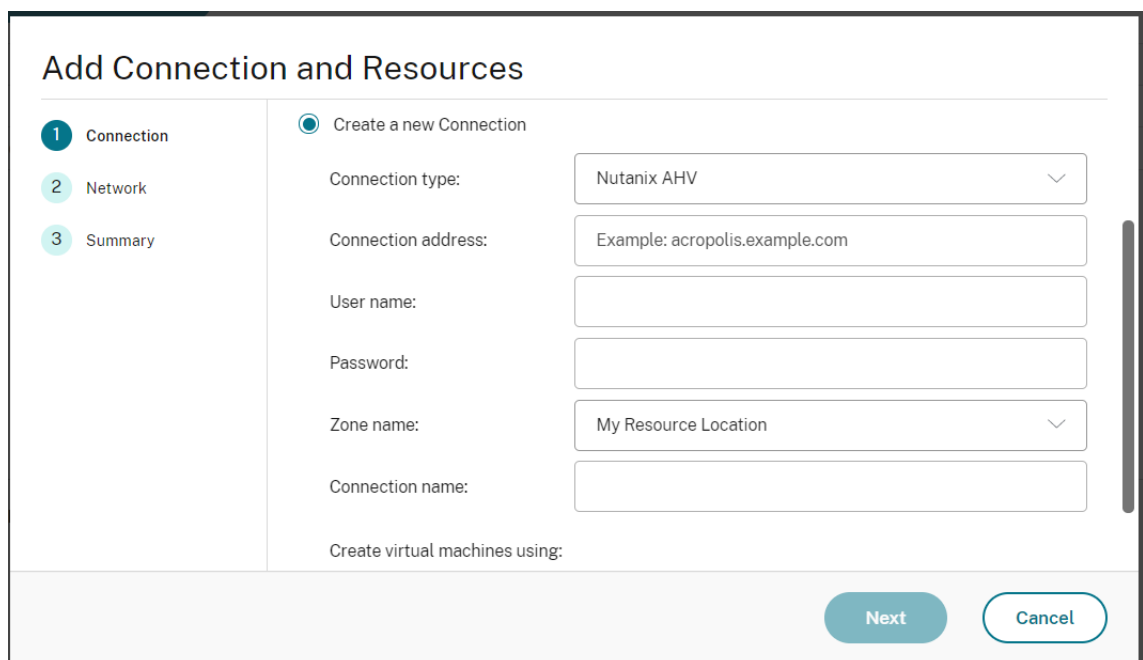 Add Connection and Resources
1 Connection
2 Network
3 Summary
Create a new Connection
Connection type: Nutanix AHV
Connection address: Example: acropolis.example.com
User name:
Password:
Zone name: My Resource Location
Connection name:
Create virtual machines using:
Next Cancel